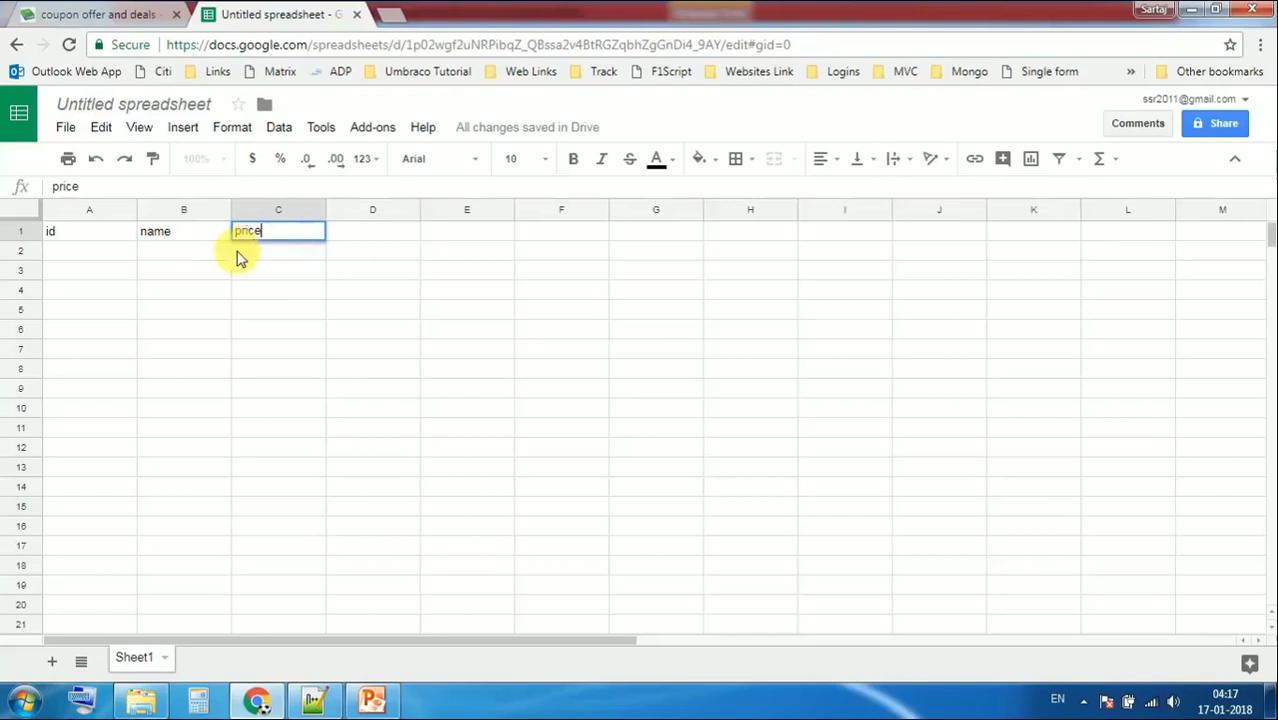 coupon offer and deals -
Untitled spreadsheet - G
Sartaj
Secure
https://docs.google.com/spreadsheets/d/1p02wgf2uNRPibqZ_QBssa2v4BtRGZqbhZgGnDi4_9AY/edit#gid=0
Outlook Web App Citi Links Matrix ADP Umbraco Tutorial Web Links Track F1Script Websites Link Logins MVC Mongo Single form » Other bookmarks
Untitled spreadsheet
ssr2011@gmail.com
File Edit View Insert Format Data Tools Add-ons Help All changes saved in Drive
Comments Share
100% $ % .0 .00 123 Arial 10 B I S A Σ
fx price
A B C D E F G H I J K L M
1 id name price
2
3
4
5
6
7
8
9
10
11
12
13
14
15
16
17
18
19
20
21
Sheet1
EN
04:17
17-01-2018